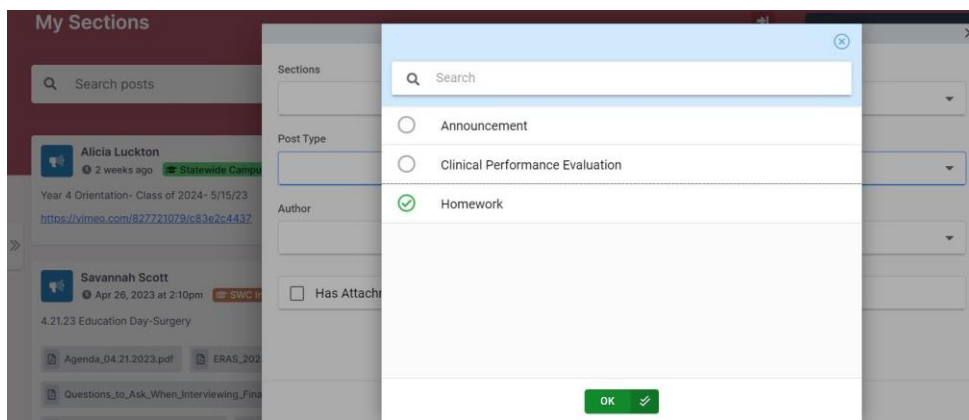 My Sections
Search posts
Alicia Luckton
2 weeks ago Statewide Campu
Year 4 Orientation- Class of 2024- 5/15/23
https://vimeo.com/827721079/c83e2c4437
Savannah Scott
Apr 26, 2023 at 2:10pm SWC In
4.21.23 Education Day-Surgery
Agenda_04.21.2023.pdf ERAS_202
Questions_to_Ask_When_Interviewing_Fina
Sections
Post Type
Author
Has Attachm
Search
Announcement
Clinical Performance Evaluation
Homework
OK